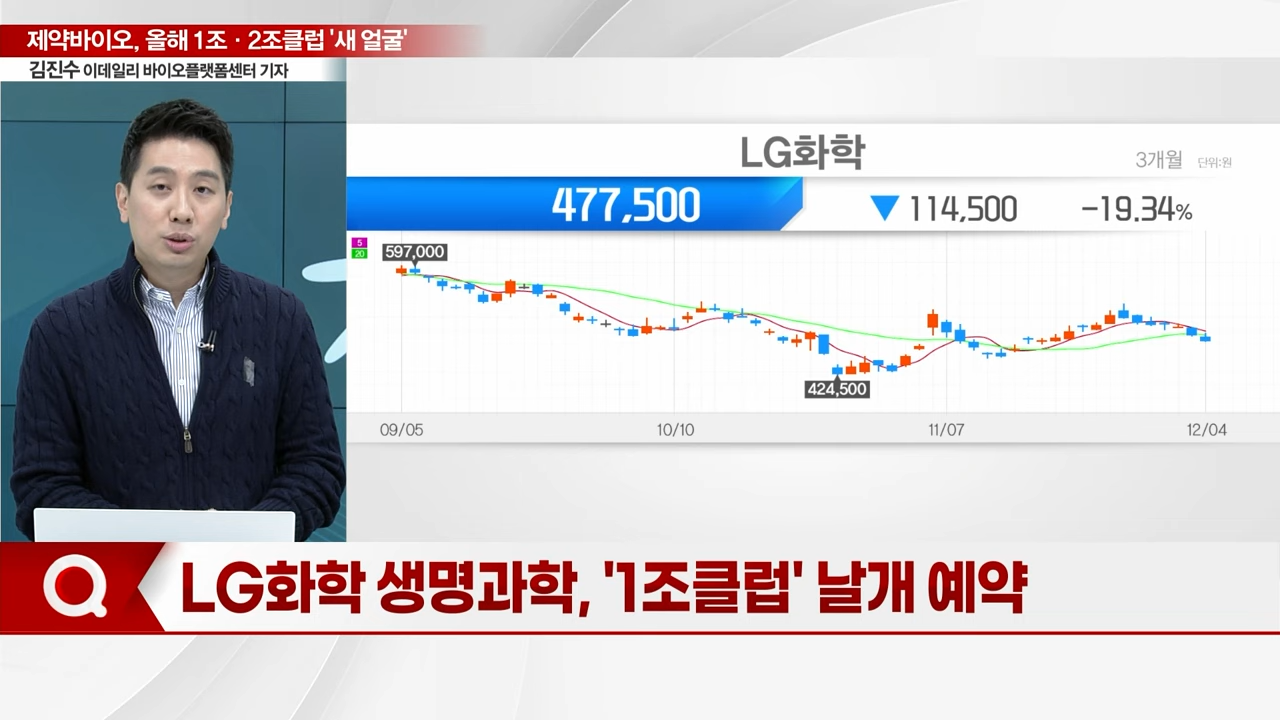 제약바이오, 올해 1조·2조클럽 '새 얼굴'
김진수 이데일리 바이오플랫폼센터 기자
LG화학
3개월 단위:원
477,500 ▼ 114,500 -19.34%
5
20
597,000
424,500
09/05 10/10 11/07 12/04
LG화학 생명과학, '1조클럽' 날개 예약